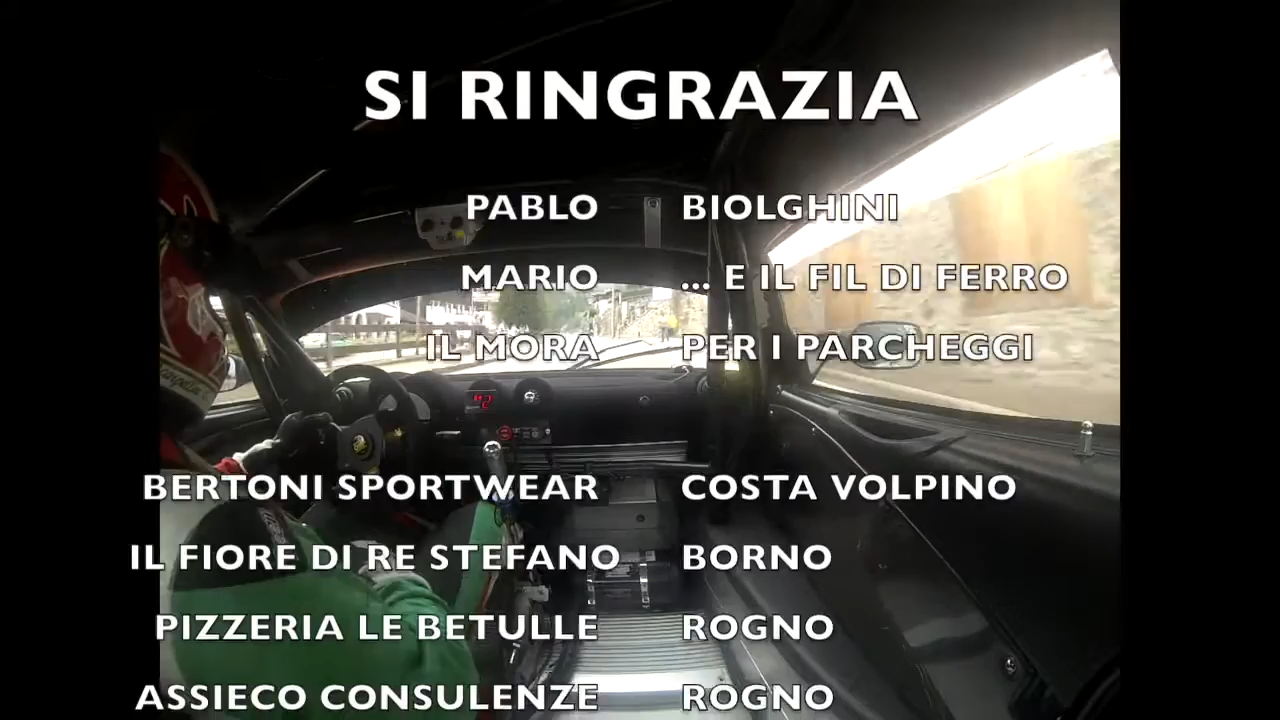 SI RINGRAZIA
PABLO BIOLGHINI
MARIO ... E IL FIL DI FERRO
IL MORA PER I PARCHEGGI
BERTONI SPORTWEAR COSTA VOLPINO
IL FIORE DI RE STEFANO BORNO
PIZZERIA LE BETULLE ROGNO
ASSIECO CONSULENZE ROGNO